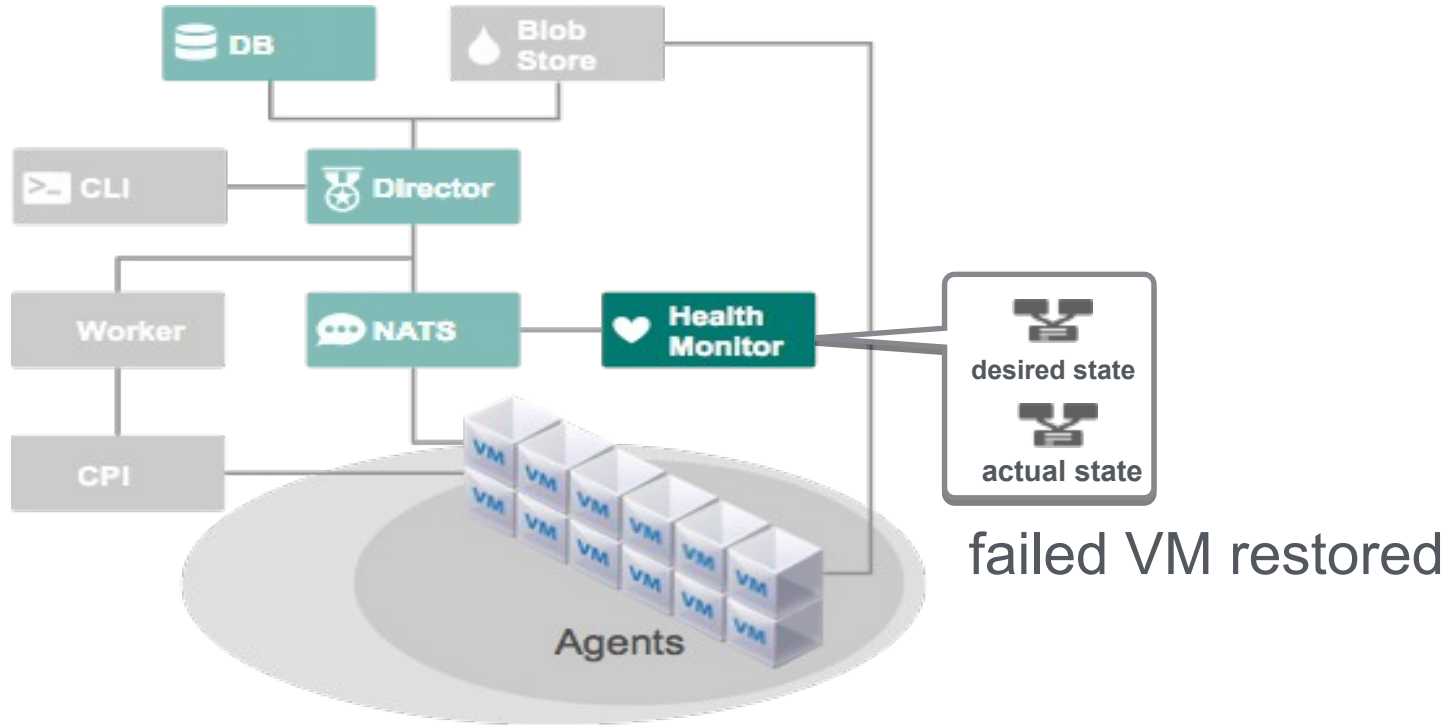 DB
Blob
Store
>_ CLI
Director
Worker
NATS
Health
Monitor
desired state
actual state
CPI
VM
VM
VM
VM
VM
VM
VM
VM
VM
VM
VM
VM
failed VM restored
Agents